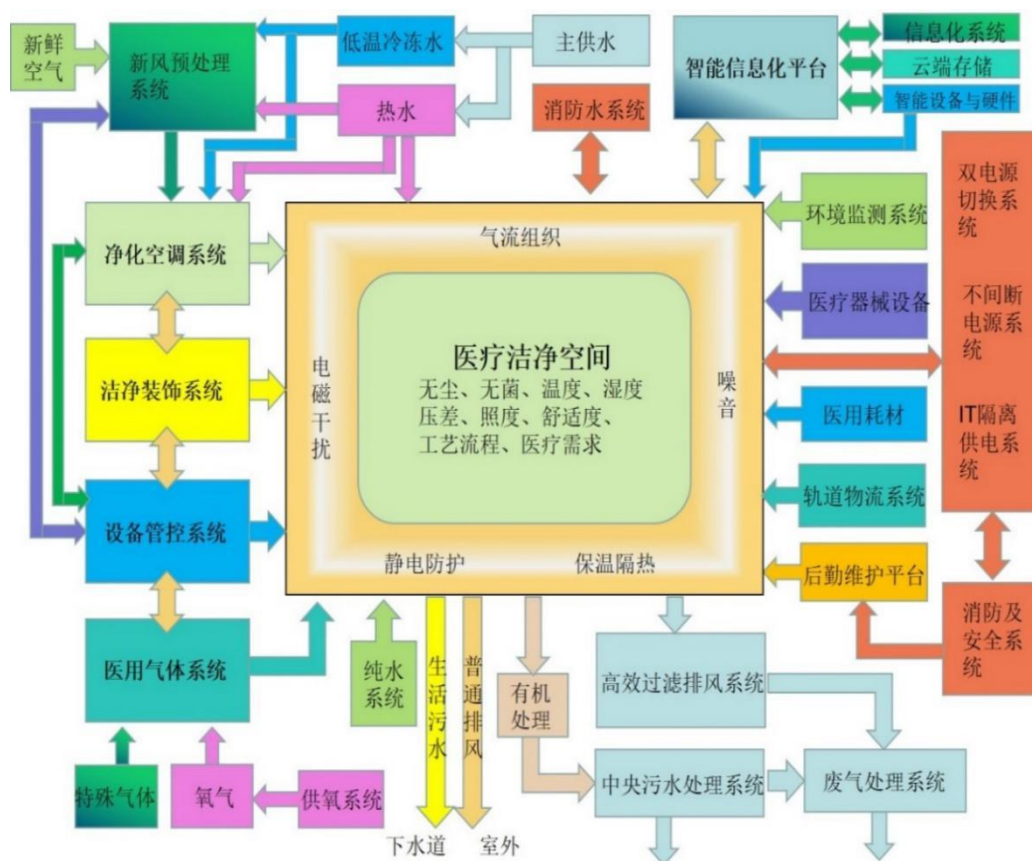 新鲜
空气
新风预处理
系统
低温冷冻水
主供水
热水
消防水系统
智能信息化平台
信息化系统
云端存储
智能设备与硬件
双电源
切换系
统
不间断
电源系
统
IT隔离
供电系
统
环境监测系统
医疗器械设备
医用耗材
轨道物流系统
后勤维护平台
消防及
安全系
统
净化空调系统
洁净装饰系统
设备管控系统
医用气体系统
气流组织
电磁干扰
噪音
医疗洁净空间
无尘、无菌、温度、湿度
压差、照度、舒适度、
工艺流程、医疗需求
静电防护
保温隔热
纯水
系统
生活污水
普通排风
有机
处理
高效过滤排风系统
特殊气体
氧气
供氧系统
中央污水处理系统
废气处理系统
下水道
室外